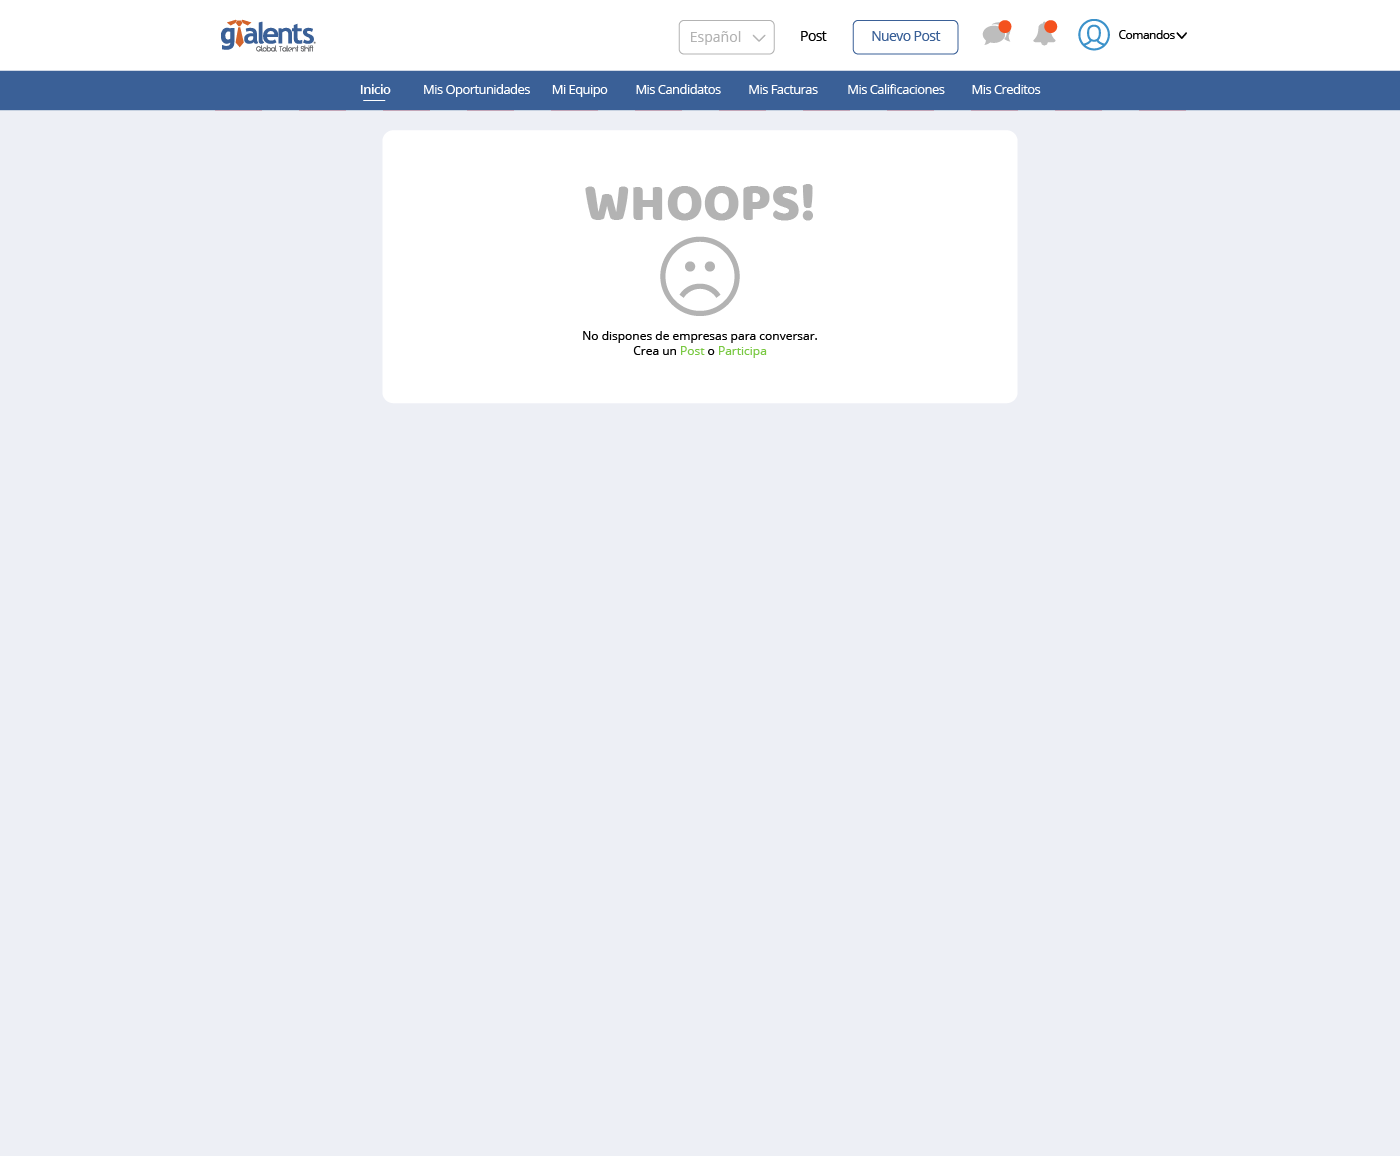 gtalents.
Global Talent Shift
Español
Post
Nuevo Post
Comandos
Inicio
Mis Oportunidades
Mi Equipo
Mis Candidatos
Mis Facturas
Mis Calificaciones
Mis Creditos
WHOOPS!
No dispones de empresas para conversar.
Crea un Post o Participa